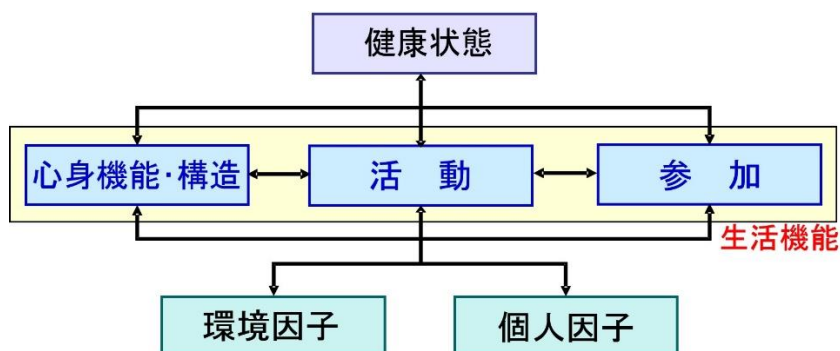 健康状態
心身機能·構造
活　動
参　加
生活機能
環境因子
個人因子